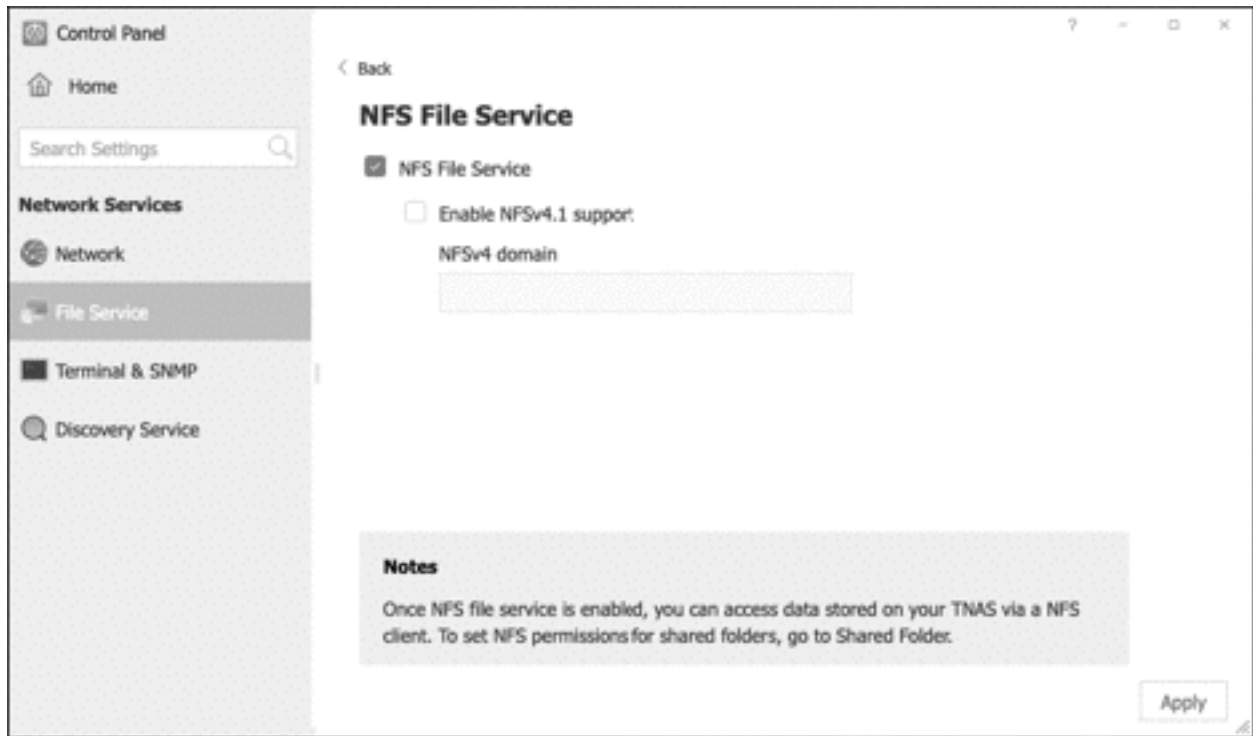 Control Panel
Home
Search Settings
Network Services
Network
File Service
Terminal & SNMP
Discovery Service
?
Back
NFS File Service
NFS File Service
Enable NFSv4.1 support
NFSv4 domain
Notes
Once NFS file service is enabled, you can access data stored on your TNAS via a NFS
client. To set NFS permissions for shared folders, go to Shared Folder.
Apply